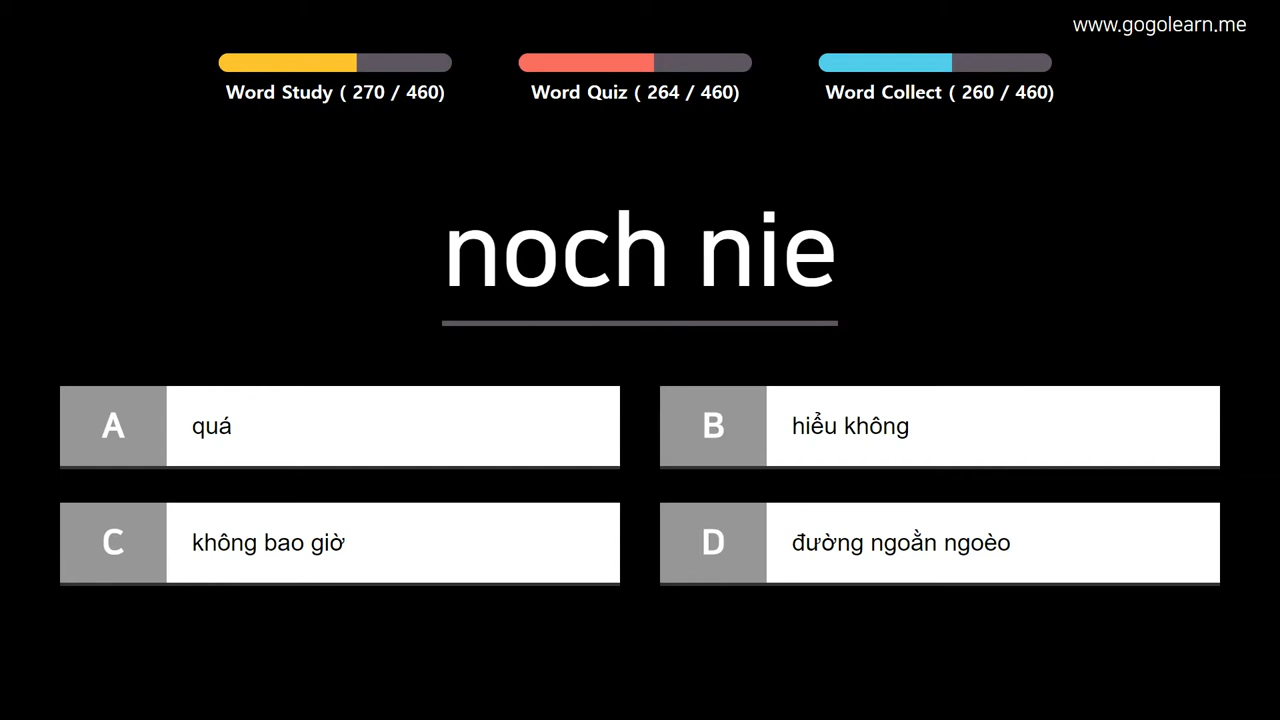 www.gogolearn.me
Word Study ( 270 / 460)
Word Quiz ( 264 / 460)
Word Collect ( 260 / 460)
noch nie
A quá
B hiểu không
C không bao giờ
D đường ngoằn ngoèo